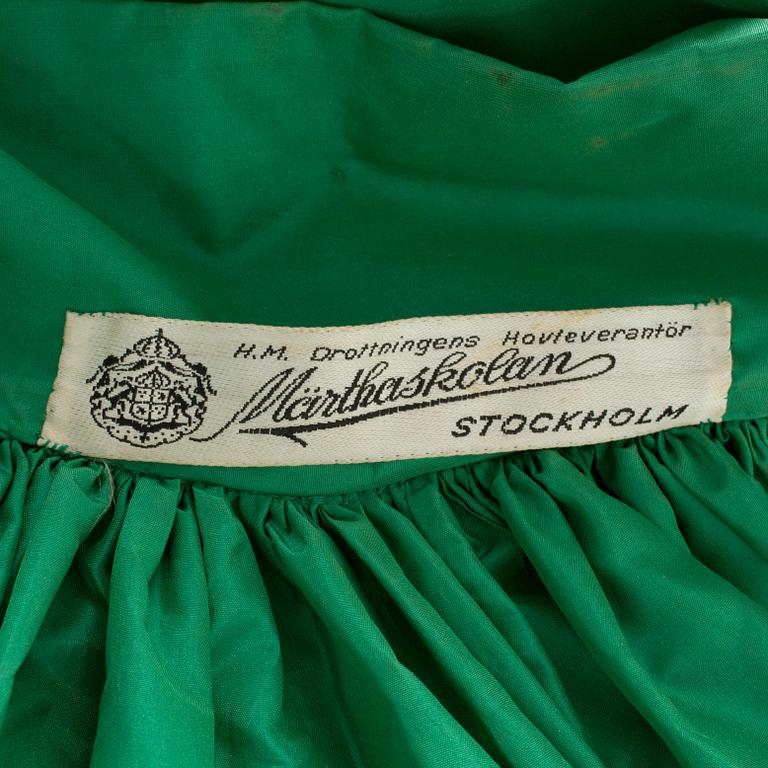 H.M. Drottningens Hovleverantör
Märthaskolan
STOCKHOLM